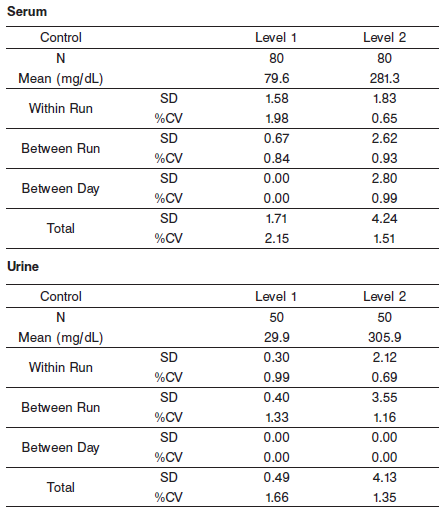 Serum
Control Level 1 Level 2
N 80 80
Mean (mg/dL) 79.6 281.3
Within Run SD 1.58 1.83
%CV 1.98 0.65
Between Run SD 0.67 2.62
%CV 0.84 0.93
Between Day SD 0.00 2.80
%CV 0.00 0.99
Total SD 1.71 4.24
%CV 2.15 1.51
Urine
Control Level 1 Level 2
N 50 50
Mean (mg/dL) 29.9 305.9
Within Run SD 0.30 2.12
%CV 0.99 0.69
Between Run SD 0.40 3.55
%CV 1.33 1.16
Between Day SD 0.00 0.00
%CV 0.00 0.00
Total SD 0.49 4.13
%CV 1.66 1.35